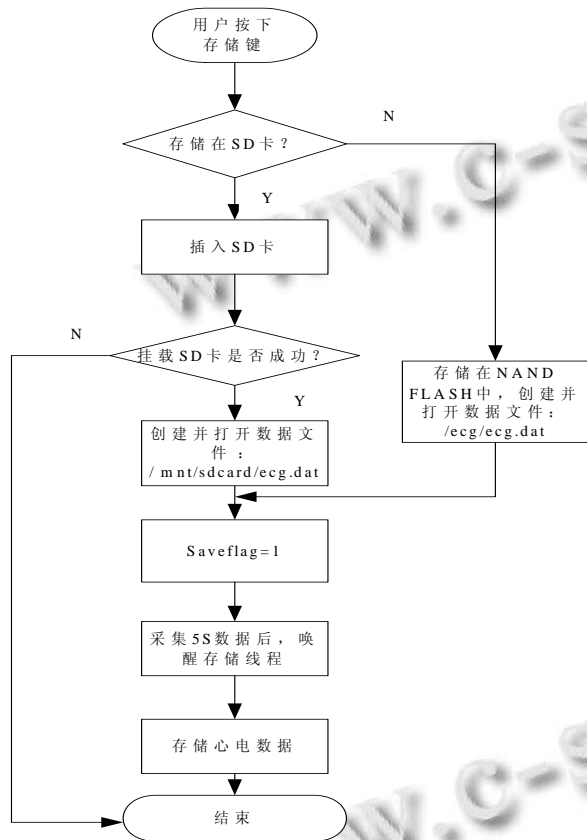 用户按下
存储键
存储在SD卡？
N
Y
插入SD卡
N
挂载SD卡是否成功？
Y
存储在NAND
FLASH中，创建并
打开数据文件：
/ecg/ecg.dat
创建并打开数据文
件：
/mnt/sdcard/ecg.dat
Saveflag=1
采集5S数据后，唤
醒存储线程
存储心电数据
结束